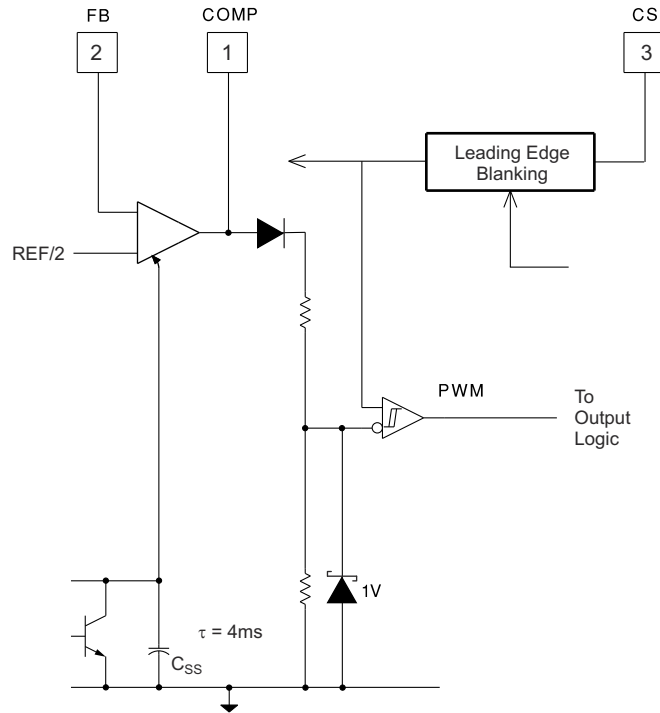 FB
COMP
CS
2
1
3
Leading Edge
Blanking
REF/2
PWM
To
Output
Logic
1V
τ = 4ms
CSS